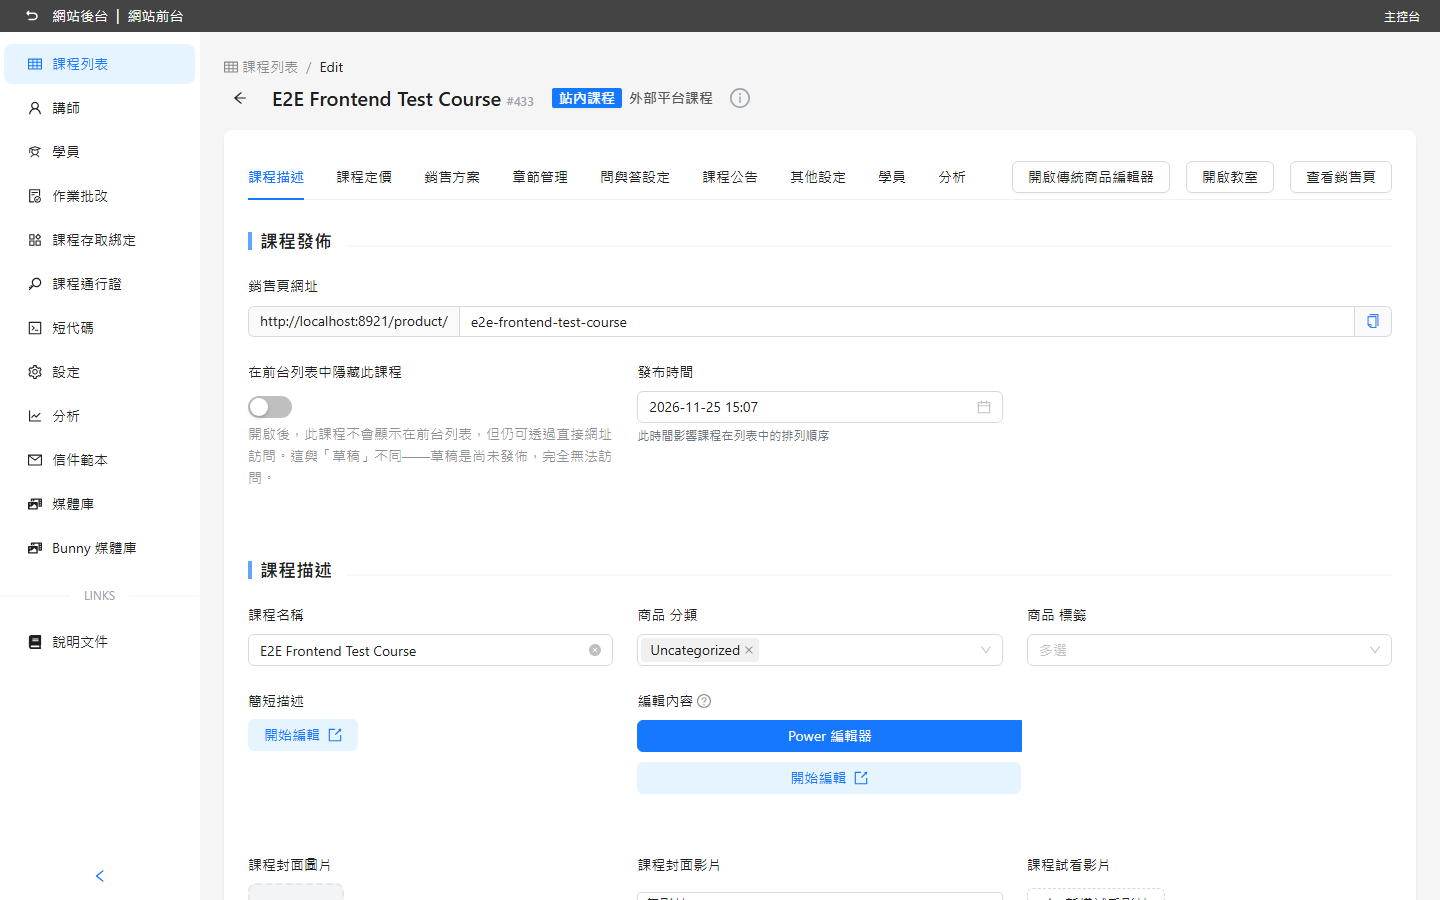 網站後台 | 網站前台
主控台
課程列表
講師
學員
作業批改
課程存取綁定
課程通行證
短代碼
設定
分析
信件範本
媒體庫
Bunny 媒體庫
LINKS
說明文件
課程列表 / Edit
E2E Frontend Test Course #433 站內課程 外部平台課程
課程描述 課程定價 銷售方案 章節管理 問與答設定 課程公告 其他設定 學員 分析 開啟傳統商品編輯器 開啟教室 查看銷售頁
課程發佈
銷售頁網址
http://localhost:8921/product/ e2e-frontend-test-course
在前台列表中隱藏此課程
開啟後，此課程不會顯示在前台列表，但仍可透過直接網址
訪問。這與「草稿」不同——草稿是尚未發佈，完全無法訪
問。
發布時間
2026-11-25 15:07
此時間影響課程在列表中的排列順序
課程描述
課程名稱
E2E Frontend Test Course
商品 分類
Uncategorized
商品 標籤
多選
簡短描述
開始編輯
編輯內容
Power 編輯器
開始編輯
課程封面圖片
課程封面影片
課程試看影片